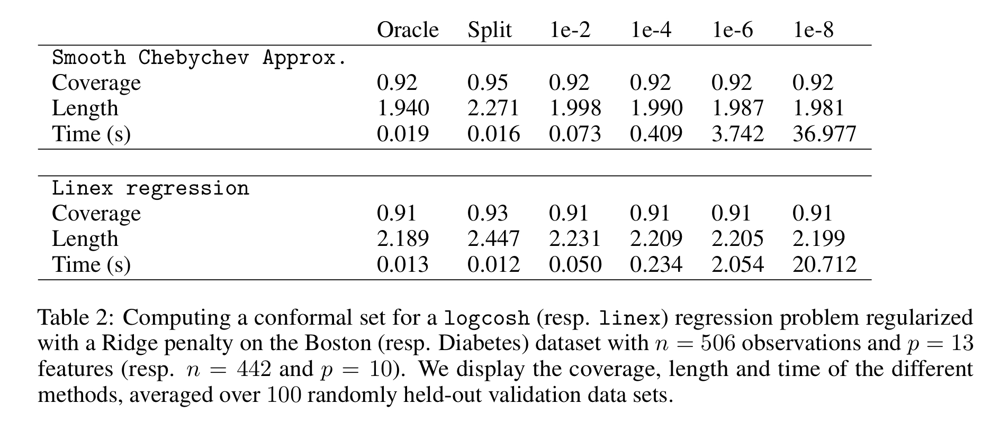 Oracle Split 1e-2 1e-4 1e-6 1e-8
Smooth Chebychev Approx.
Coverage 0.92 0.95 0.92 0.92 0.92 0.92
Length 1.940 2.271 1.998 1.990 1.987 1.981
Time (s) 0.019 0.016 0.073 0.409 3.742 36.977
Linex regression
Coverage 0.91 0.93 0.91 0.91 0.91 0.91
Length 2.189 2.447 2.231 2.209 2.205 2.199
Time (s) 0.013 0.012 0.050 0.234 2.054 20.712
Table 2: Computing a conformal set for a logcosh (resp. linex) regression problem regularized
with a Ridge penalty on the Boston (resp. Diabetes) dataset with n = 506 observations and p = 13
features (resp. n = 442 and p = 10). We display the coverage, length and time of the different
methods, averaged over 100 randomly held-out validation data sets.